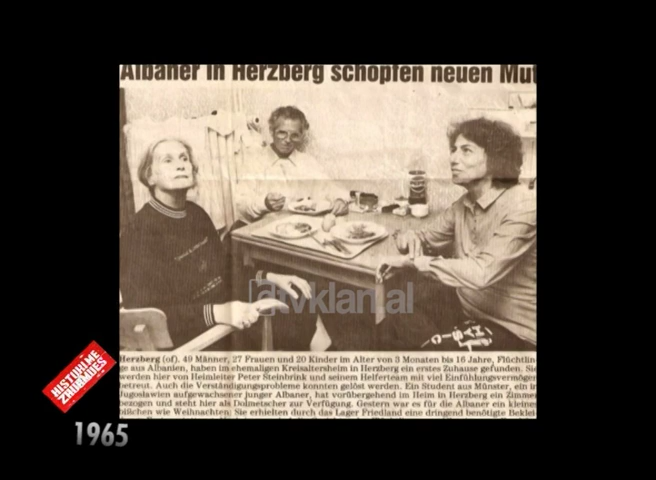 Albaner in Herzberg schöpfen neuen Mut
dtvklan.al
Herzberg (of). 49 Männer, 27 Frauen und 20 Kinder im Alter von 3 Monaten bis 16 Jahre, Flüchtlin
ge aus Albanien, haben im ehemaligen Kreisaltersheim in Herzberg ein erstes Zuhause gefunden. Sie
werden hier von Heimleiter Peter Steinbrink und seinem Helferteam mit viel Einfühlungsvermögen
betreut. Auch die Verständigungsprobleme konnten gelöst werden. Ein Student aus Münster, ein in
Jugoslawien aufgewachsener junger Albaner, hat vorübergehend im Heim in Herzberg ein Zimmer
bezogen und steht hier als Dolmetscher zur Verfügung. Gestern war es für die Albaner ein kleines
bißchen wie Weihnachten: Sie erhielten durch das Lager Friedland eine dringend benötigte Beklei
HISTORI ME
ZHURMUES
1965